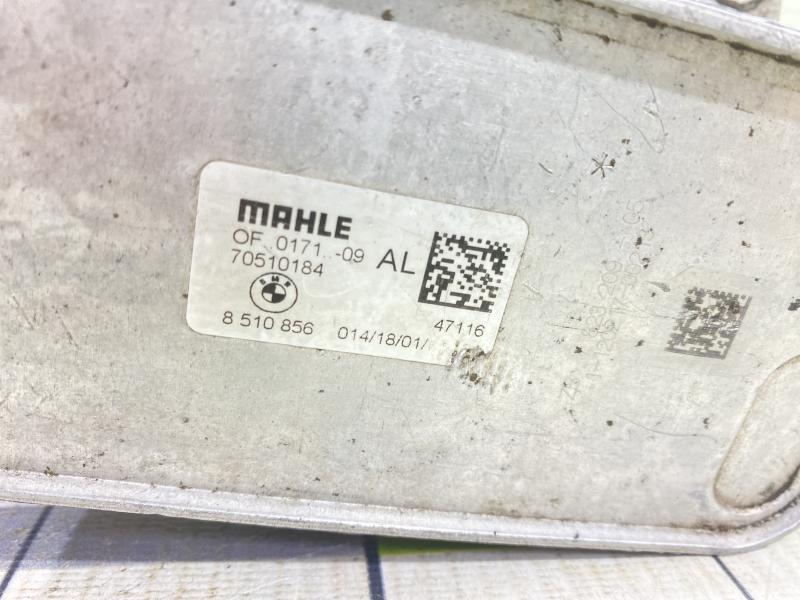 MAHLE
OF 0171 -09
70510184
AL
BMW
8 510 856
014/18/01/
47116